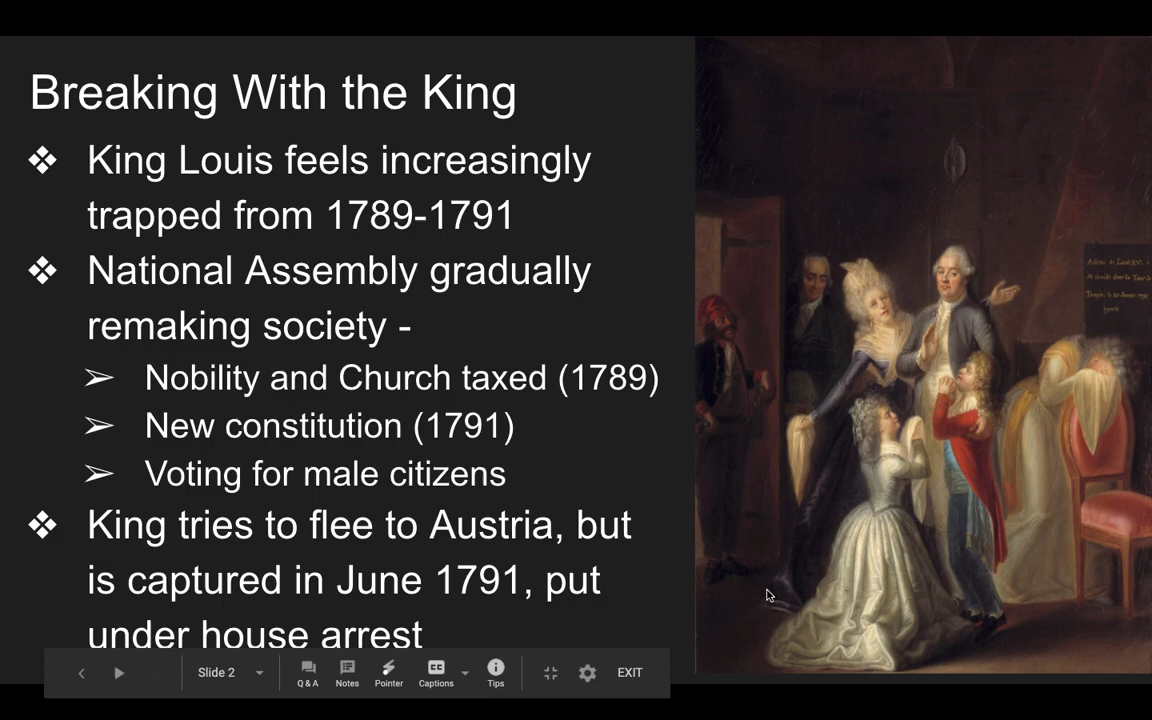 Breaking With the King
❖ King Louis feels increasingly
trapped from 1789-1791
❖ National Assembly gradually
remaking society -
➢ Nobility and Church taxed (1789)
➢ New constitution (1791)
➢ Voting for male citizens
❖ King tries to flee to Austria, but
is captured in June 1791, put
under house arrest
Slide 2
Q & A
Notes
Pointer
CC
Captions
Tips
EXIT